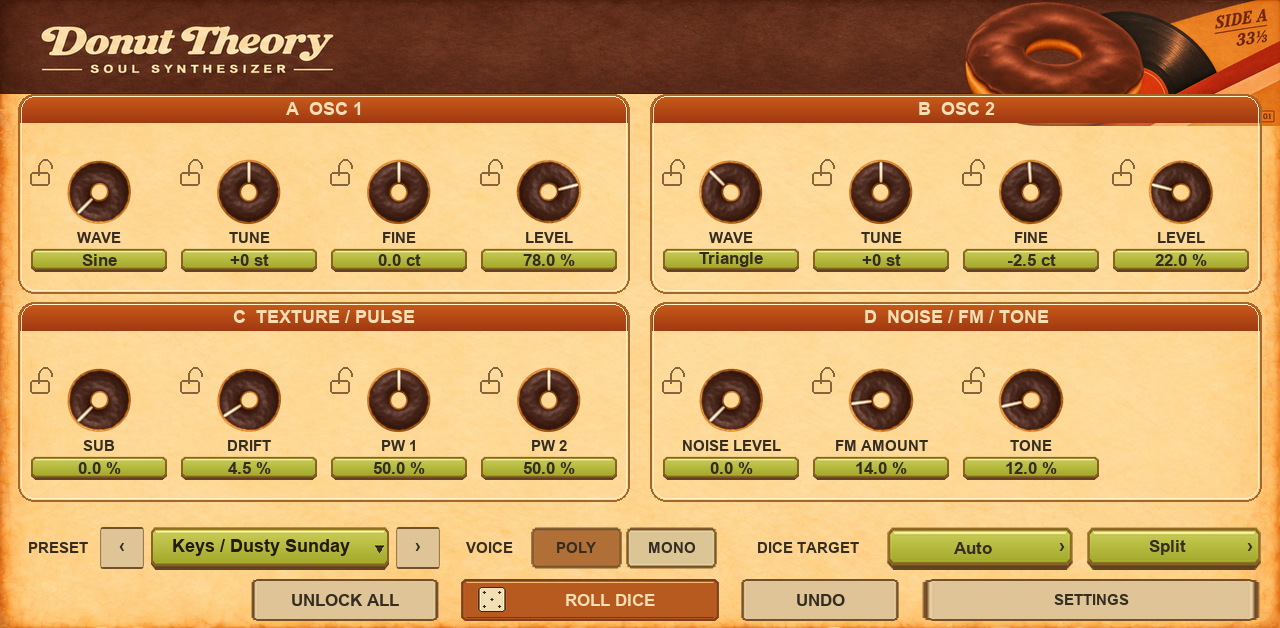 Donut Theory
SOUL SYNTHESIZER
SIDE A
33⅓
01
A OSC 1
B OSC 2
WAVE TUNE FINE LEVEL
Sine +0 st 0.0 ct 78.0 %
WAVE TUNE FINE LEVEL
Triangle +0 st -2.5 ct 22.0 %
C TEXTURE / PULSE
D NOISE / FM / TONE
SUB DRIFT PW 1 PW 2
0.0 % 4.5 % 50.0 % 50.0 %
NOISE LEVEL FM AMOUNT TONE
0.0 % 14.0 % 12.0 %
PRESET ‹ Keys / Dusty Sunday ▾ › VOICE POLY MONO DICE TARGET Auto › Split ›
UNLOCK ALL ROLL DICE UNDO SETTINGS